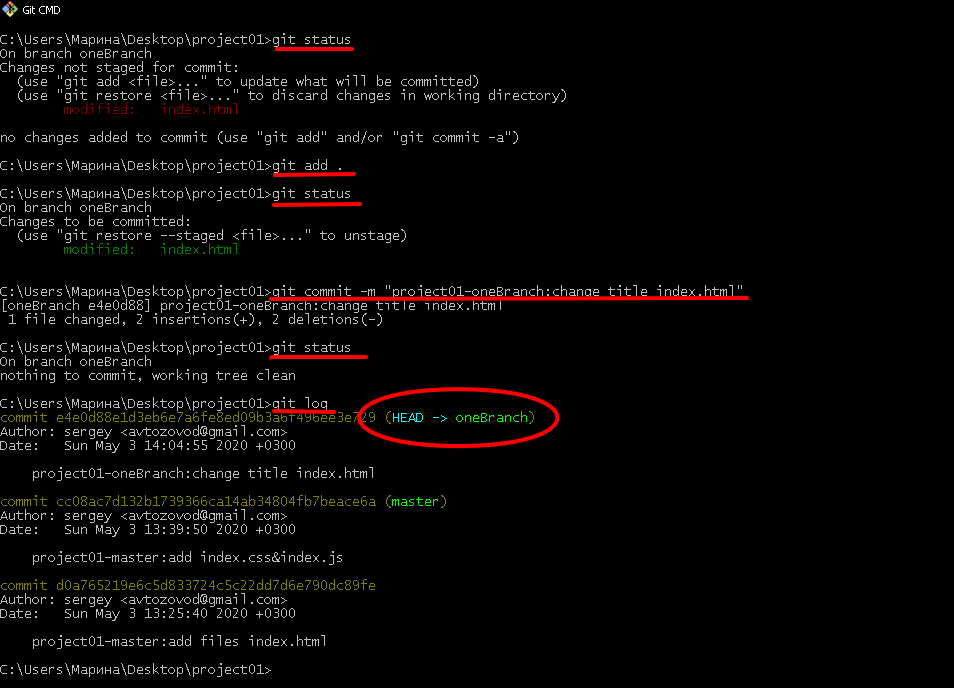 Git CMD
C:\Users\Марина\Desktop\project01>git status
On branch oneBranch
Changes not staged for commit:
  (use "git add <file>..." to update what will be committed)
  (use "git restore <file>..." to discard changes in working directory)
        modified:   index.html
no changes added to commit (use "git add" and/or "git commit -a")
C:\Users\Марина\Desktop\project01>git add .
C:\Users\Марина\Desktop\project01>git status
On branch oneBranch
Changes to be committed:
  (use "git restore --staged <file>..." to unstage)
        modified:   index.html
C:\Users\Марина\Desktop\project01>git commit -m "project01-oneBranch:change title index.html"
[oneBranch e4e0d88] project01-oneBranch:change title index.html
 1 file changed, 2 insertions(+), 2 deletions(-)
C:\Users\Марина\Desktop\project01>git status
On branch oneBranch
nothing to commit, working tree clean
C:\Users\Марина\Desktop\project01>git log
commit e4e0d88e1d3eb6e7a6fe8ed09b3a6f496ee3e729 (HEAD -> oneBranch)
Author: sergey <avtozovod@gmail.com>
Date:   Sun May 3 14:04:55 2020 +0300
    project01-oneBranch:change title index.html
commit cc08ac7d132b1739366ca14ab34804fb7beace6a (master)
Author: sergey <avtozovod@gmail.com>
Date:   Sun May 3 13:39:50 2020 +0300
    project01-master:add index.css&index.js
commit d0a765219e6c5d833724c5c22dd7d6e790dc89fe
Author: sergey <avtozovod@gmail.com>
Date:   Sun May 3 13:25:40 2020 +0300
    project01-master:add files index.html
C:\Users\Марина\Desktop\project01>